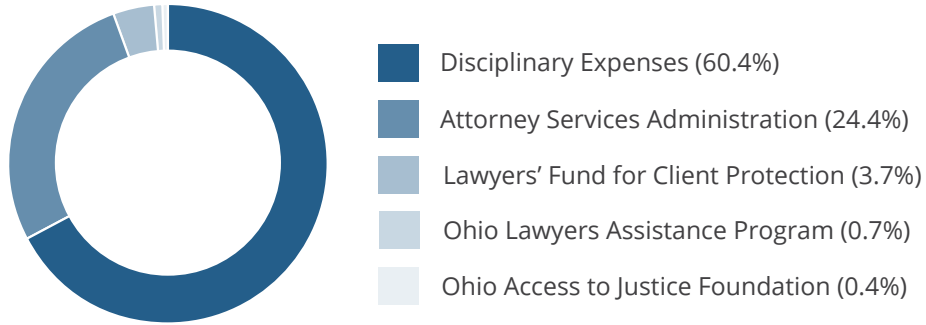 Disciplinary Expenses (60.4%)
Attorney Services Administration (24.4%)
Lawyers’ Fund for Client Protection (3.7%)
Ohio Lawyers Assistance Program (0.7%)
Ohio Access to Justice Foundation (0.4%)